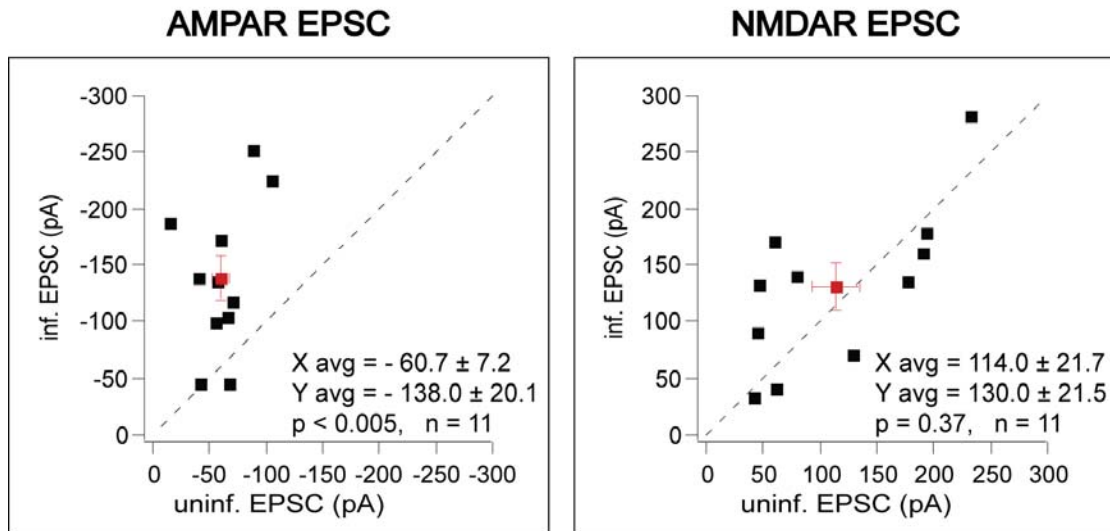 AMPAR EPSC
-300
-250
-200
-150
-100
-50
0
inf. EPSC (pA)
X avg = - 60.7 ± 7.2
Y avg = - 138.0 ± 20.1
p < 0.005, n = 11
0 -50 -100 -150 -200 -250 -300
uninf. EPSC (pA)
NMDAR EPSC
300
250
200
150
100
50
0
inf. EPSC (pA)
X avg = 114.0 ± 21.7
Y avg = 130.0 ± 21.5
p = 0.37, n = 11
0 50 100 150 200 250 300
uninf. EPSC (pA)